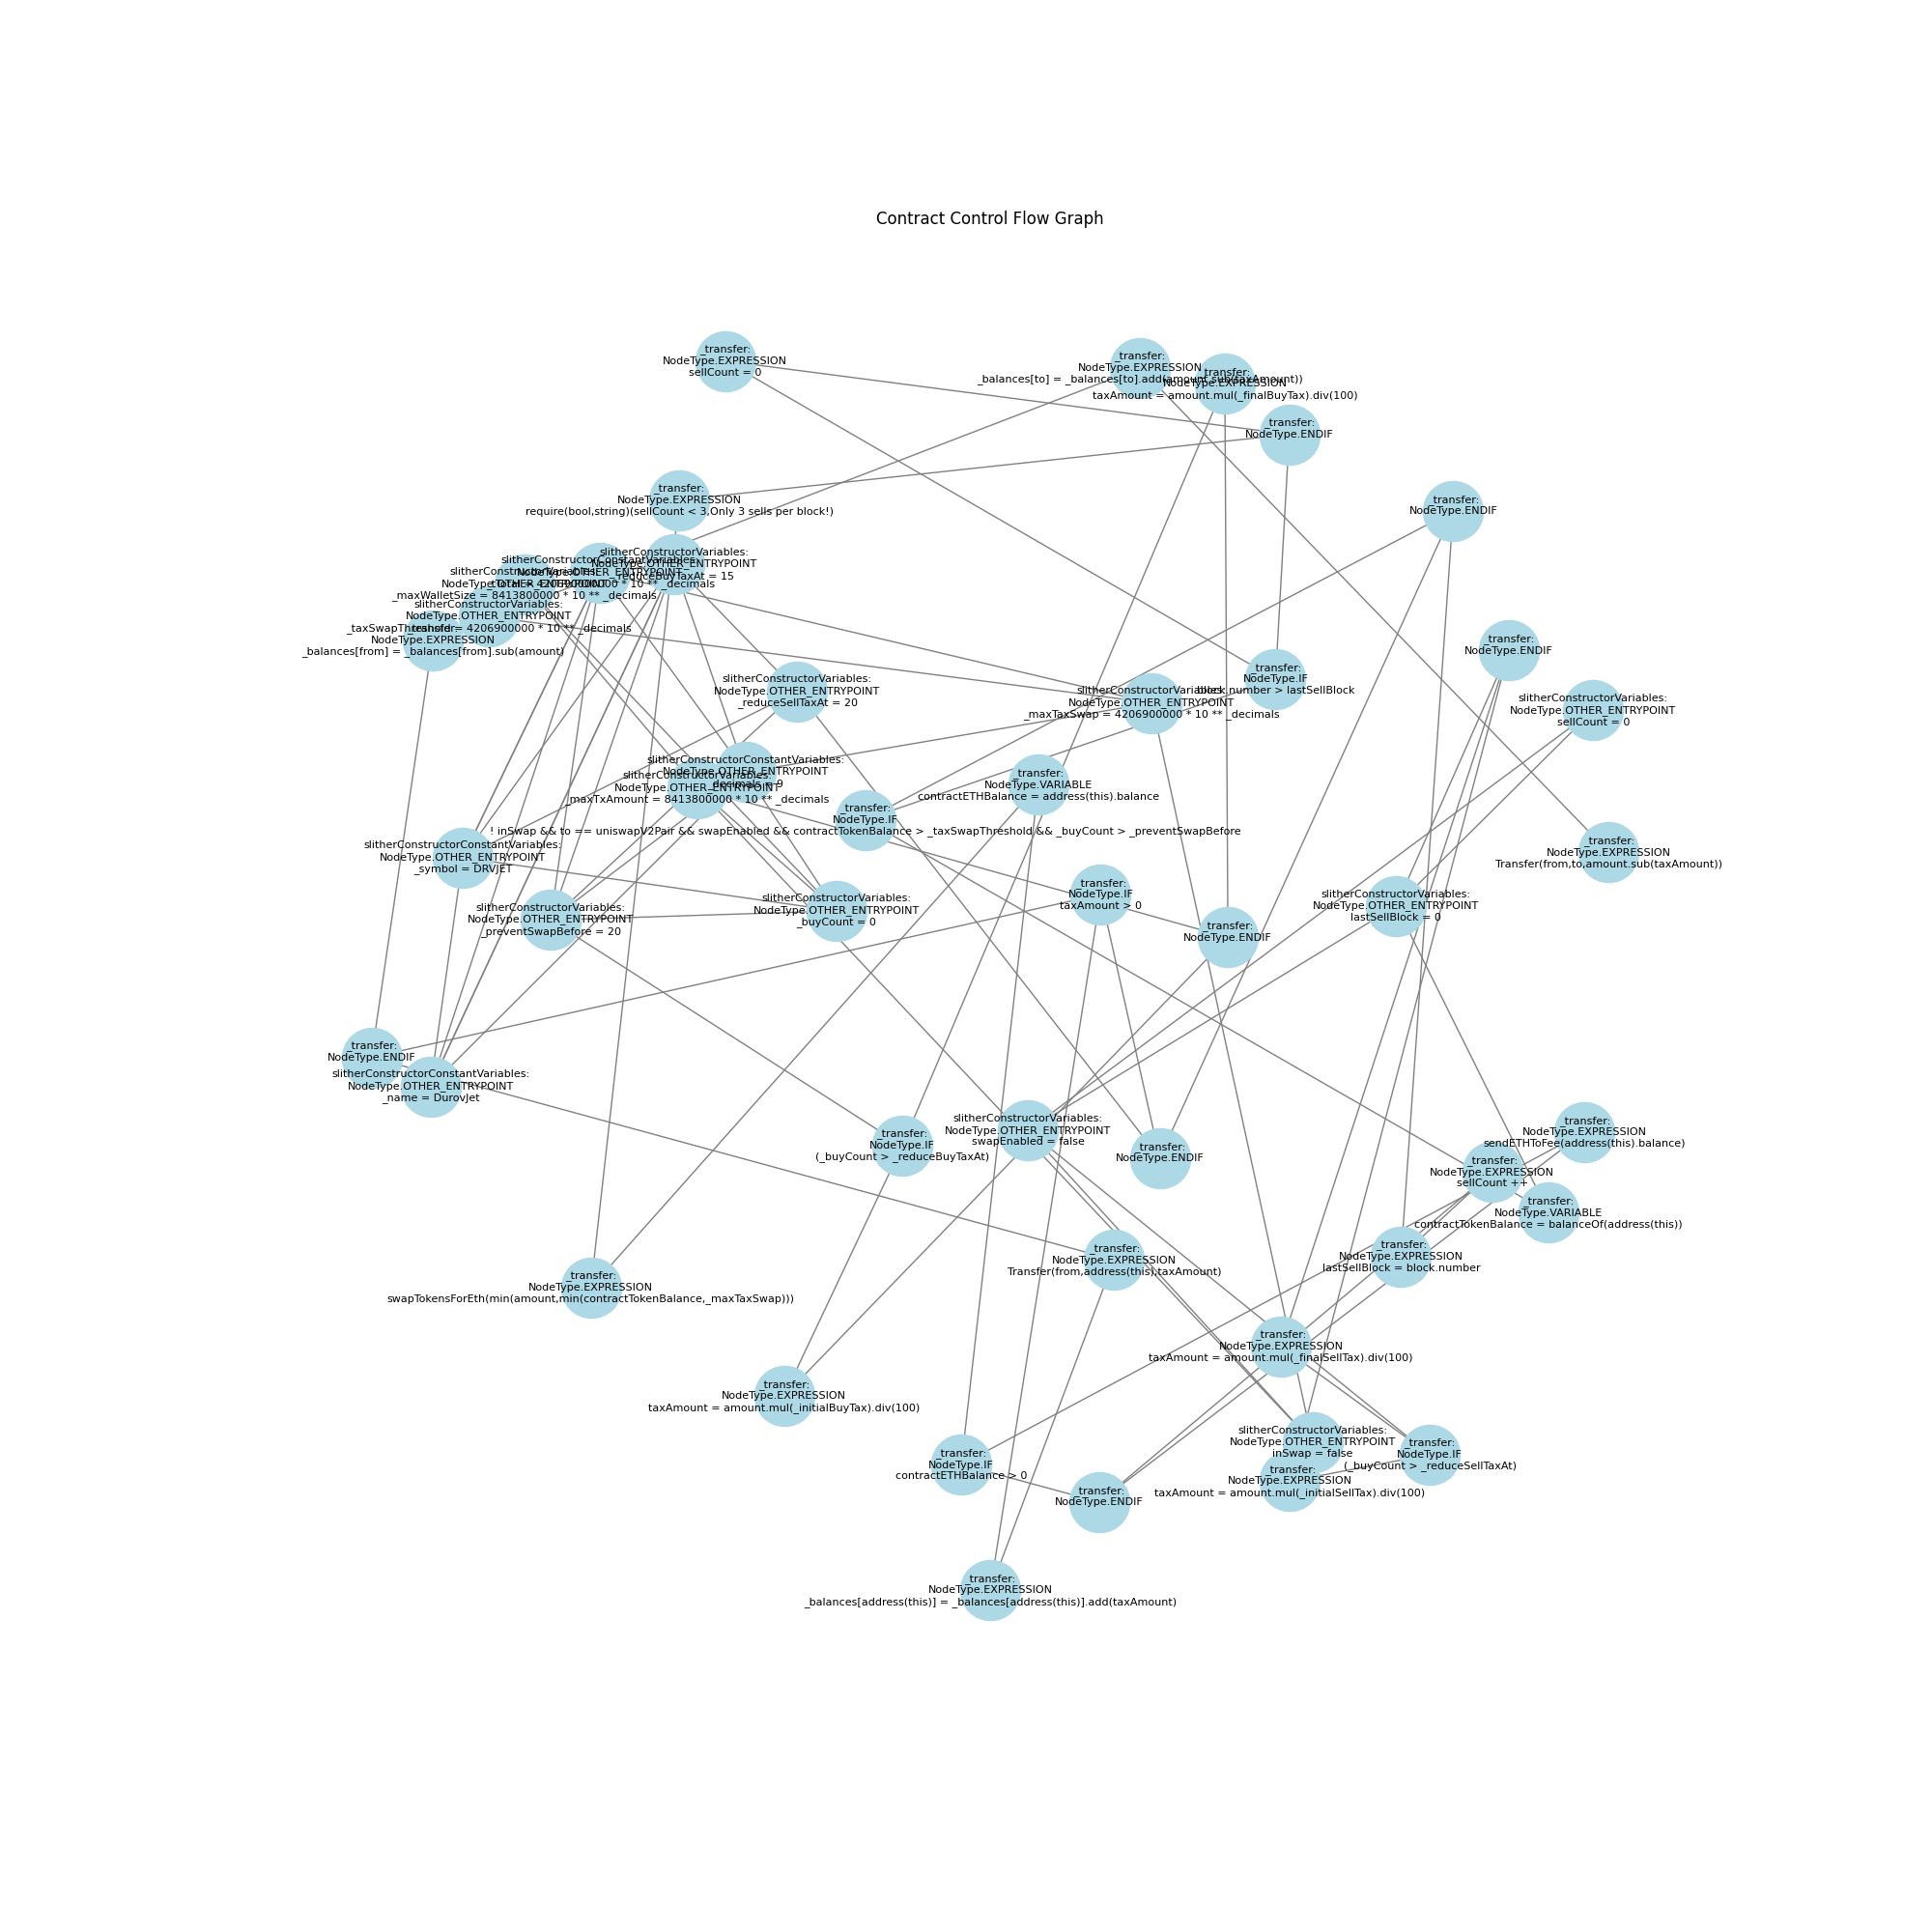 Contract Control Flow Graph
_transfer:
NodeType.EXPRESSION
sellCount = 0
_transfer:
NodeType.EXPRESSION
_balances[to] = _balances[to].add(amount.sub(taxAmount))
_transfer:
NodeType.EXPRESSION
taxAmount = amount.mul(_finalBuyTax).div(100)
_transfer:
NodeType.ENDIF
_transfer:
NodeType.EXPRESSION
require(bool,string)(sellCount < 3,Only 3 sells per block!)
_transfer:
NodeType.ENDIF
slitherConstructorVariables:
NodeType.OTHER_ENTRYPOINT
_reduceBuyTaxAt = 15
slitherConstructorConstantVariables:
NodeType.OTHER_ENTRYPOINT
slitherConstructorVariables:
NodeType.OTHER_ENTRYPOINT
_maxWalletSize = 8413800000 * 10 ** _decimals
slitherConstructorVariables:
NodeType.OTHER_ENTRYPOINT
_taxSwapThreshold = 4206900000 * 10 ** _decimals
_transfer:
NodeType.EXPRESSION
_balances[from] = _balances[from].sub(amount)
_transfer:
NodeType.ENDIF
_transfer:
NodeType.IF
block.number > lastSellBlock
slitherConstructorVariables:
NodeType.OTHER_ENTRYPOINT
_reduceSellTaxAt = 20
slitherConstructorVariables:
NodeType.OTHER_ENTRYPOINT
_maxTaxSwap = 4206900000 * 10 ** _decimals
slitherConstructorVariables:
NodeType.OTHER_ENTRYPOINT
sellCount = 0
slitherConstructorConstantVariables:
NodeType.OTHER_ENTRYPOINT
_decimals = 9
slitherConstructorVariables:
NodeType.OTHER_ENTRYPOINT
_maxTxAmount = 8413800000 * 10 ** _decimals
_transfer:
NodeType.VARIABLE
contractETHBalance = address(this).balance
_transfer:
NodeType.IF
! inSwap && to == uniswapV2Pair && swapEnabled && contractTokenBalance > _taxSwapThreshold && _buyCount > _preventSwapBefore
slitherConstructorConstantVariables:
NodeType.OTHER_ENTRYPOINT
_symbol = DRVJET
_transfer:
NodeType.EXPRESSION
Transfer(from,to,amount.sub(taxAmount))
_transfer:
NodeType.IF
taxAmount > 0
slitherConstructorVariables:
NodeType.OTHER_ENTRYPOINT
lastSellBlock = 0
slitherConstructorVariables:
NodeType.OTHER_ENTRYPOINT
_buyCount = 0
slitherConstructorVariables:
NodeType.OTHER_ENTRYPOINT
_preventSwapBefore = 20
_transfer:
NodeType.ENDIF
_transfer:
NodeType.ENDIF
slitherConstructorConstantVariables:
NodeType.OTHER_ENTRYPOINT
_name = DurovJet
slitherConstructorVariables:
NodeType.OTHER_ENTRYPOINT
swapEnabled = false
_transfer:
NodeType.IF
(_buyCount > _reduceBuyTaxAt)
_transfer:
NodeType.ENDIF
_transfer:
NodeType.EXPRESSION
sendETHToFee(address(this).balance)
_transfer:
NodeType.EXPRESSION
sellCount ++
_transfer:
NodeType.VARIABLE
contractTokenBalance = balanceOf(address(this))
_transfer:
NodeType.EXPRESSION
lastSellBlock = block.number
_transfer:
NodeType.EXPRESSION
Transfer(from,address(this),taxAmount)
_transfer:
NodeType.EXPRESSION
swapTokensForEth(min(amount,min(contractTokenBalance,_maxTaxSwap)))
_transfer:
NodeType.EXPRESSION
taxAmount = amount.mul(_finalSellTax).div(100)
_transfer:
NodeType.EXPRESSION
taxAmount = amount.mul(_initialBuyTax).div(100)
slitherConstructorVariables:
NodeType.OTHER_ENTRYPOINT
inSwap = false
_transfer:
NodeType.IF
(_buyCount > _reduceSellTaxAt)
_transfer:
NodeType.IF
contractETHBalance > 0
_transfer:
NodeType.EXPRESSION
taxAmount = amount.mul(_initialSellTax).div(100)
_transfer:
NodeType.ENDIF
_transfer:
NodeType.EXPRESSION
_balances[address(this)] = _balances[address(this)].add(taxAmount)